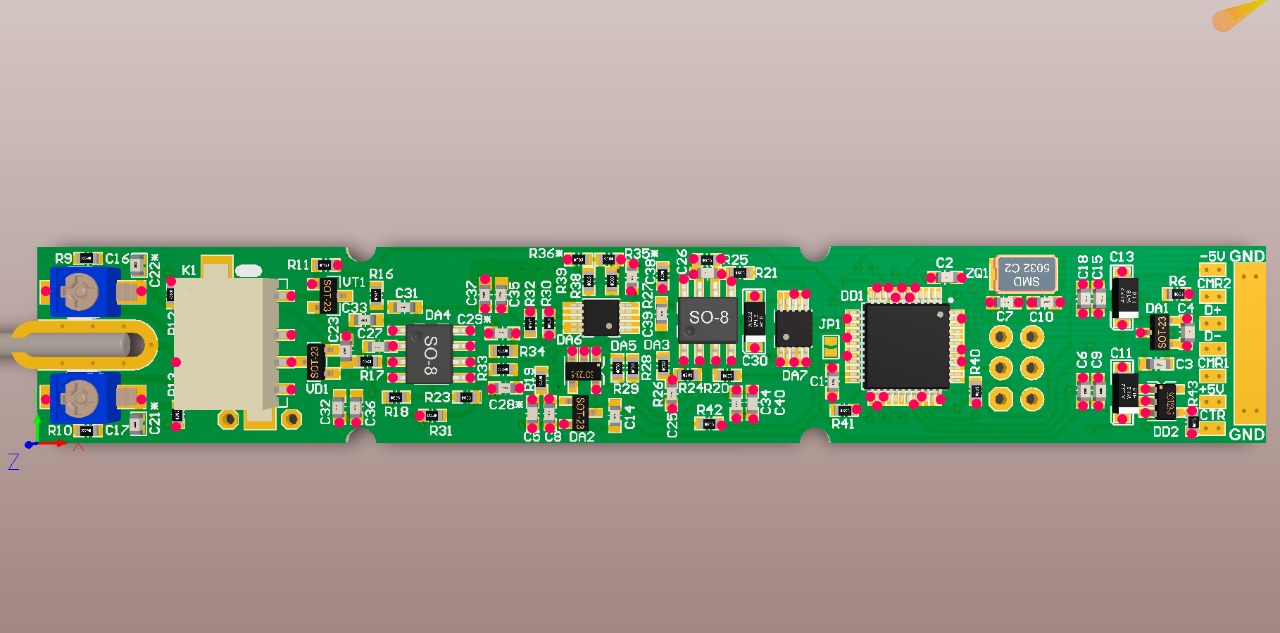 R9
C16
C22*
K1
R11
VT1
R16
C33
C31
C23
C27
R12
VD1
R17
C32
C36
R18
R10
C17
C21*
SOT-23
SOT-23
DA4
SO-8
C29*
C37
C35
R32
R30
R34
R33
R19
C28*
R23
R31
C5
C8
DA2
SOT-23
C14
R36*
R39
R38
R35
C38*
R27
C39
DA6
DA5
DA3
R29
R28
R26
C25
C26
R25
R21
SO-8
C30
R24
R20
R42
C34
C40
DA7
JP1
C1
R41
DD1
C2
ZQ1
5032 C2
SMD
C7
C10
R40
C18
C15
C13
C6
C9
C11
R6
DA1
C4
SOT-23
C3
R43
DD2
-5V
GND
CMR2
D+
D-
CMR1
+5V
CTR
GND
Z
X